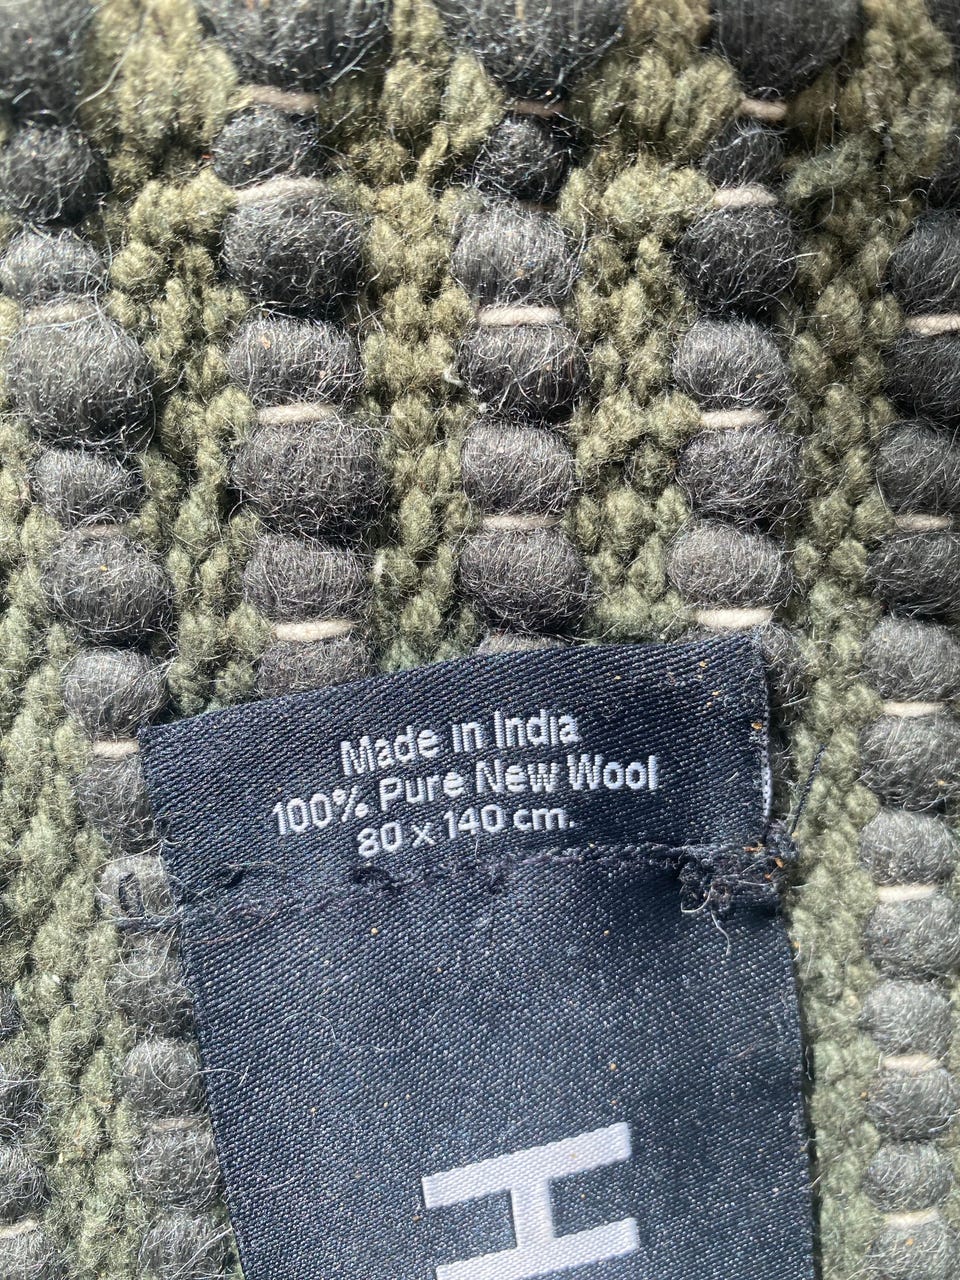 Made in India
100% Pure New Wool
80 x 140 cm.
H